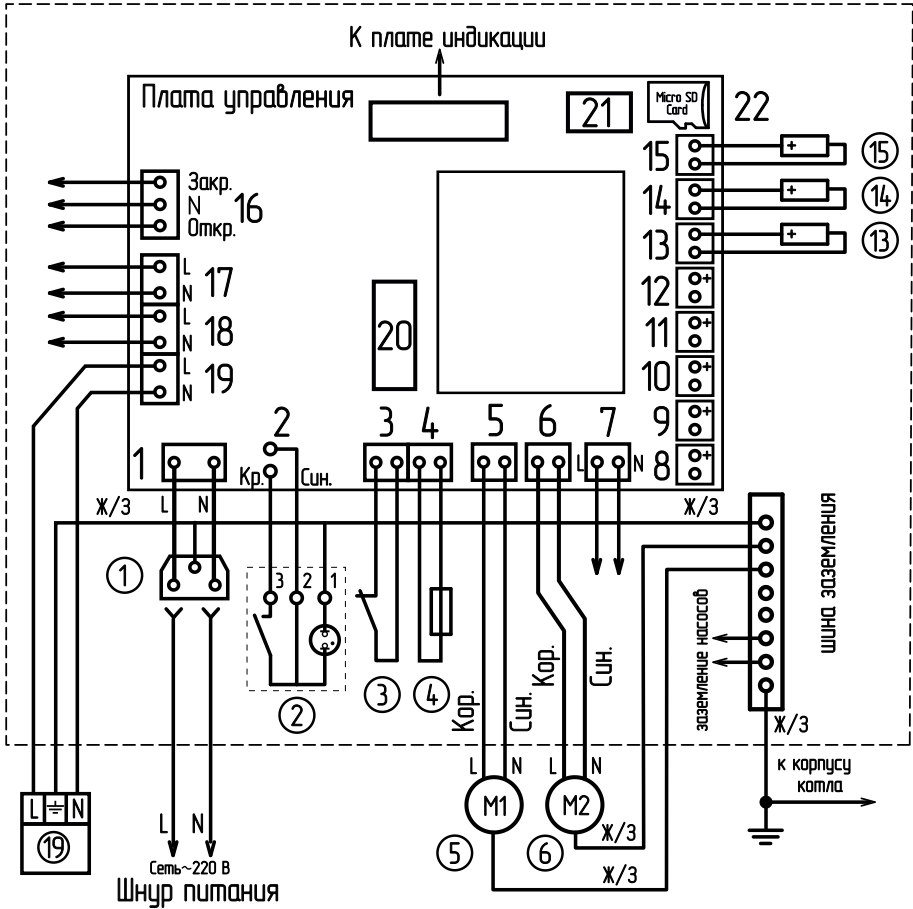 К плате индикации
Плата управления
21
Micro SD
Card
22
15
15
14
14
13
13
12
+
11
+
10
+
9
+
8
+
+
+
+
Закр.
N
Откр.
16
L
N
17
L
N
18
L
N
19
20
1
2
Кр.
Син.
3
4
5
6
7
L
N
Ж/З
L
N
Ж/З
1
3
2
1
2
3
4
Кор.
Син.
Кор.
Син.
заземление насосов
шина заземления
Ж/З
к корпусу
котла
L
N
L
N
М1
М2
5
6
Ж/З
Ж/З
L
N
19
L
N
Сеть~220 В
Шнур питания